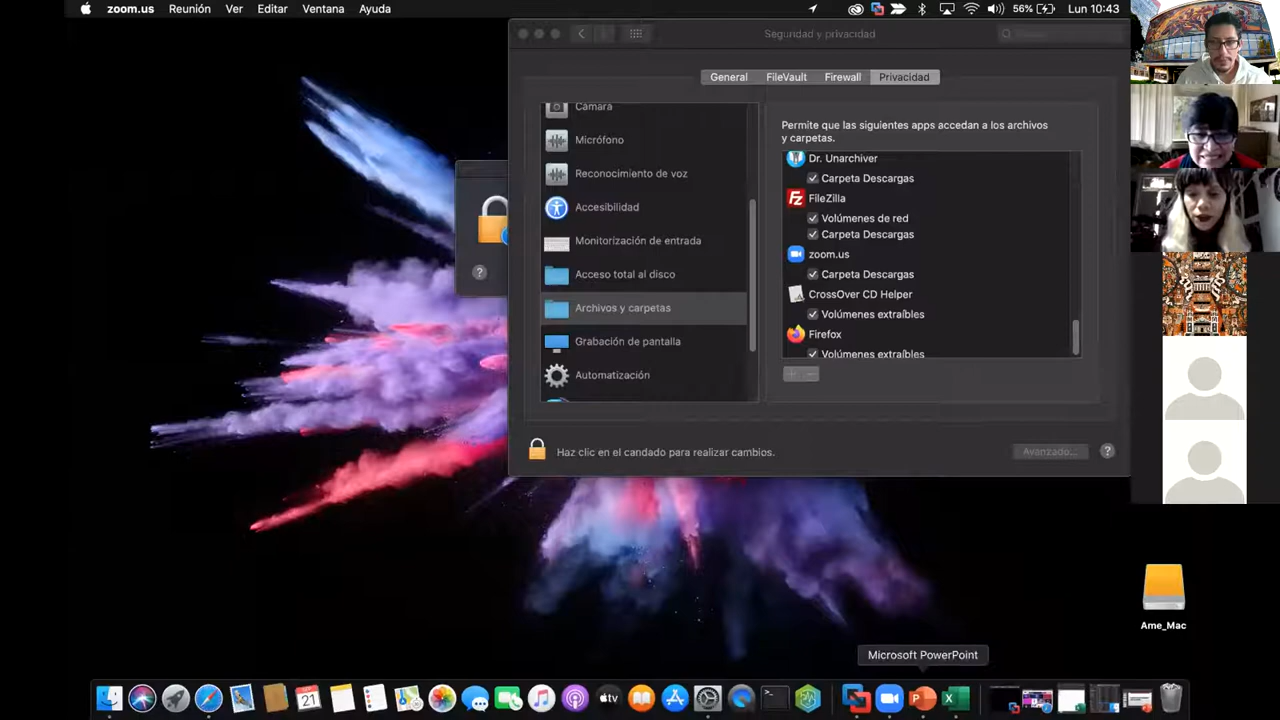 zoom.us Reunión Ver Editar Ventana Ayuda
56% Lun 10:43
Seguridad y privacidad
General FileVault Firewall Privacidad
Cámara
Micrófono
Reconocimiento de voz
Accesibilidad
Monitorización de entrada
Acceso total al disco
Archivos y carpetas
Grabación de pantalla
Automatización
Permite que las siguientes apps accedan a los archivos
y carpetas.
Dr. Unarchiver
Carpeta Descargas
FileZilla
Volúmenes de red
Carpeta Descargas
zoom.us
Carpeta Descargas
CrossOver CD Helper
Volúmenes extraíbles
Firefox
Volúmenes extraíbles
Haz clic en el candado para realizar cambios.
Avanzado...
?
?
Ame_Mac
Microsoft PowerPoint
21
tv